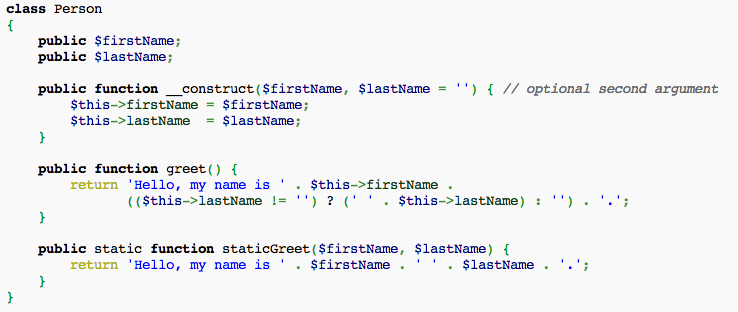 class Person
{
    public $firstName;
    public $lastName;

    public function __construct($firstName, $lastName = '') { // optional second argument
        $this->firstName = $firstName;
        $this->lastName  = $lastName;
    }

    public function greet() {
        return 'Hello, my name is ' . $this->firstName .
               (($this->lastName != '') ? (' ' . $this->lastName) : '') . '.';
    }

    public static function staticGreet($firstName, $lastName) {
        return 'Hello, my name is ' . $firstName . ' ' . $lastName . '.';
    }
}